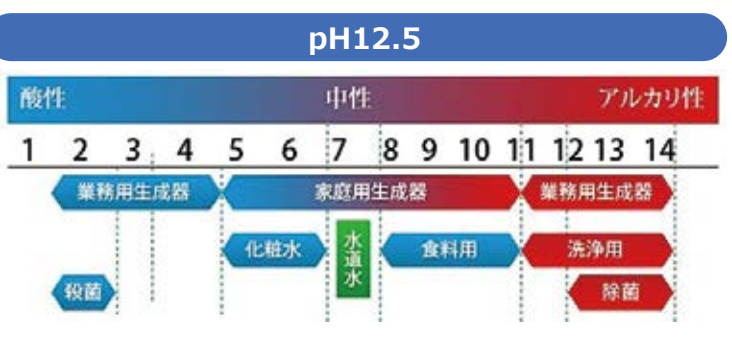 pH12.5
酸性 中性 アルカリ性
1 2 3 4 5 6 7 8 9 10 11 12 13 14
業務用生成器 家庭用生成器 業務用生成器
化粧水 水道水 食料用 洗浄用
殺菌 除菌